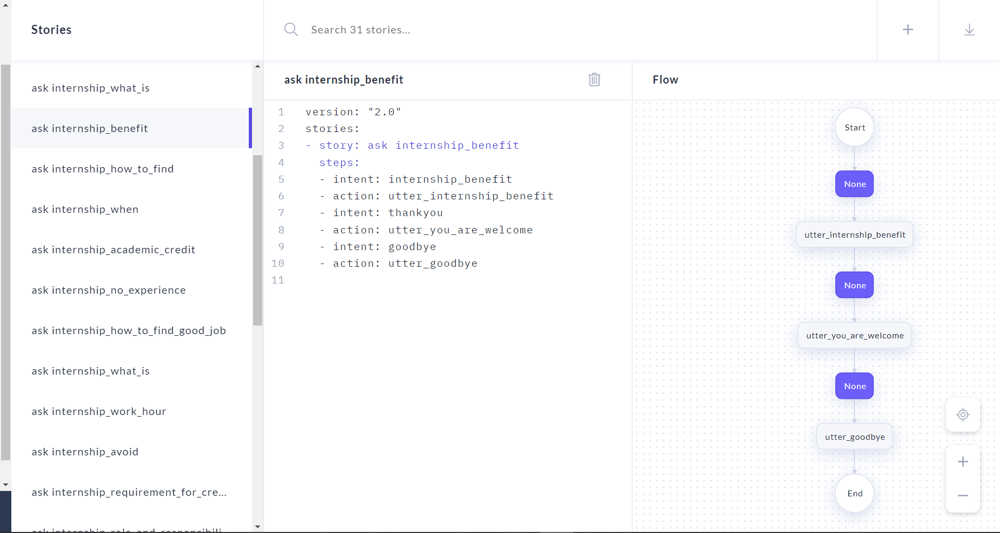 Stories
Search 31 stories...
ask internship_what_is
ask internship_benefit
ask internship_how_to_find
ask internship_when
ask internship_academic_credit
ask internship_no_experience
ask internship_how_to_find_good_job
ask internship_what_is
ask internship_work_hour
ask internship_avoid
ask internship_requirement_for_cre...
ask internship_role_and_responsibili...
ask internship_benefit
1 version: "2.0"
2 stories:
3 - story: ask internship_benefit
4 steps:
5 - intent: internship_benefit
6 - action: utter_internship_benefit
7 - intent: thankyou
8 - action: utter_you_are_welcome
9 - intent: goodbye
10 - action: utter_goodbye
11
Flow
Start
None
utter_internship_benefit
None
utter_you_are_welcome
None
utter_goodbye
End